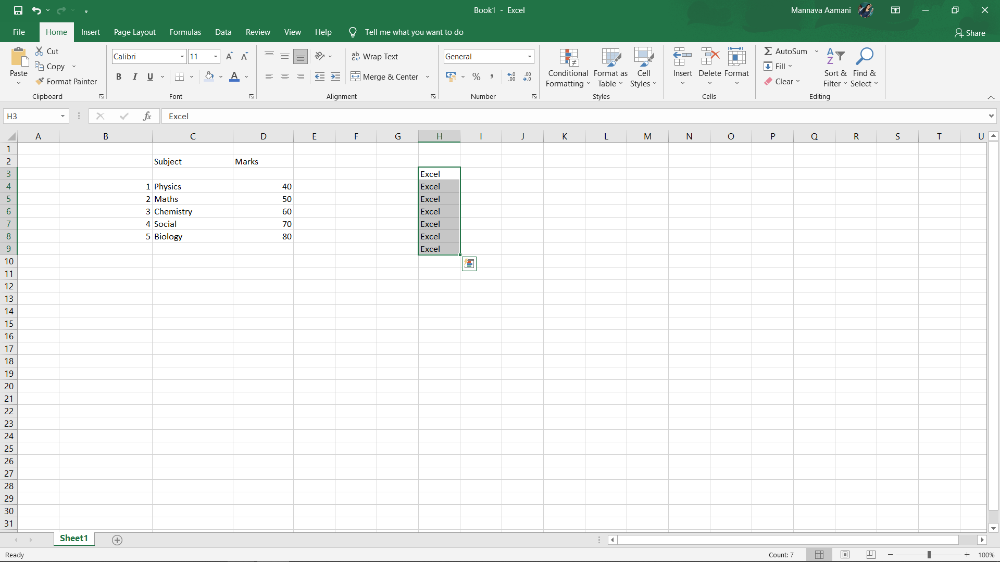 Book1 - Excel
Mannava Aamani
File Home Insert Page Layout Formulas Data Review View Help Tell me what you want to do Share
Paste
Cut
Copy
Format Painter
Clipboard
Calibri 11
B I U A
Font
Wrap Text
Merge & Center
Alignment
General
% ,
Number
Conditional Formatting
Format as Table
Cell Styles
Styles
Insert Delete Format
Cells
AutoSum
Fill
Clear
Sort & Filter
Find & Select
Editing
H3 fx Excel
A B C D E F G H I J K L M N O P Q R S T U
1
2 Subject Marks
3 Excel
4 1 Physics 40 Excel
5 2 Maths 50 Excel
6 3 Chemistry 60 Excel
7 4 Social 70 Excel
8 5 Biology 80 Excel
9 Excel
10
11
12
13
14
15
16
17
18
19
20
21
22
23
24
25
26
27
28
29
30
31
Sheet1
Ready Count: 7 100%